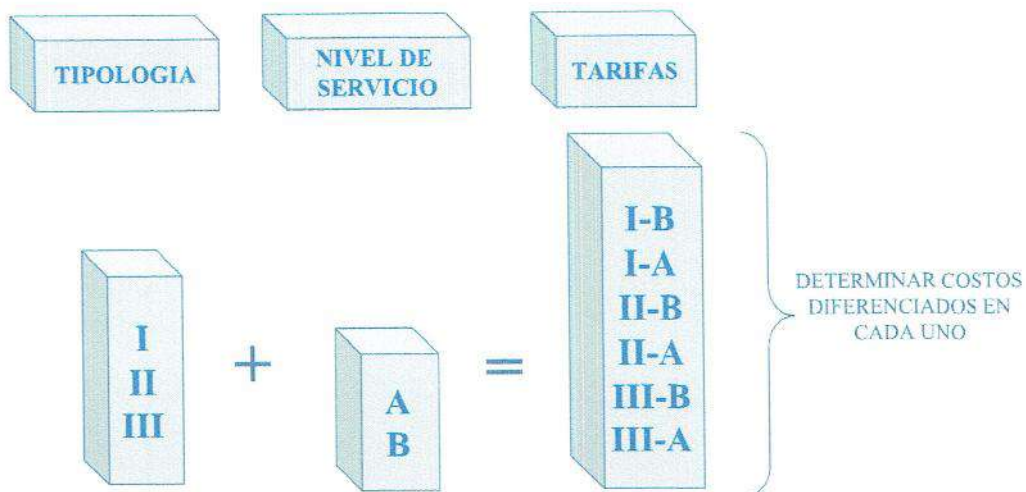 TIPOLOGIA
NIVEL DE
SERVICIO
TARIFAS
I
II
III
+
A
B
=
I-B
I-A
II-B
II-A
III-B
III-A
DETERMINAR COSTOS
DIFERENCIADOS EN
CADA UNO